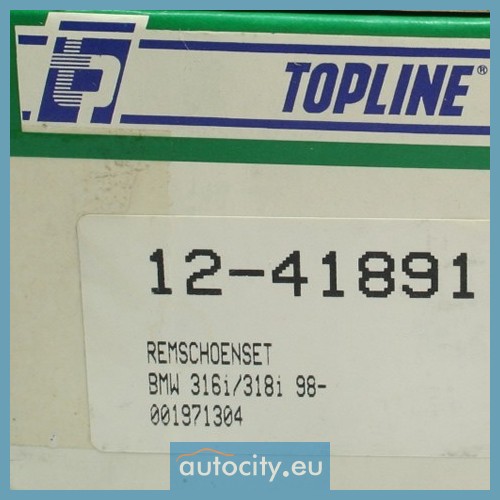 TOPLINE®
12-41891
REMSCHOENSET
BMW 316i/318i 98-
001971304
autocity.eu